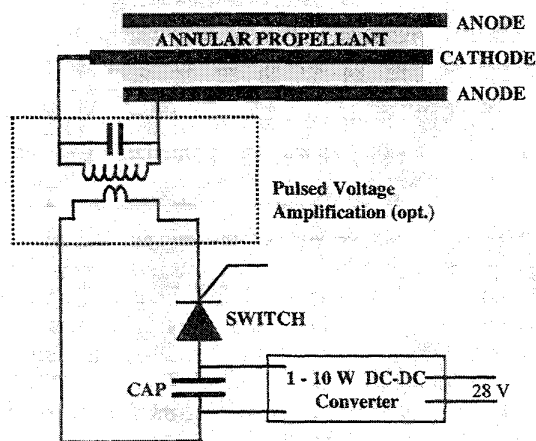 ANODE
ANNULAR PROPELLANT
CATHODE
ANODE
Pulsed Voltage
Amplification (opt.)
SWITCH
CAP
1 - 10 W DC-DC
Converter
28 V